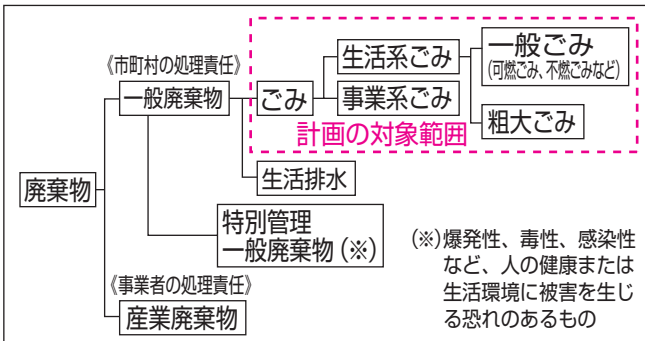 《市町村の処理責任》
一般廃棄物
ごみ
生活系ごみ
事業系ごみ
一般ごみ
(可燃ごみ、不燃ごみなど)
粗大ごみ
計画の対象範囲
生活排水
廃棄物
特別管理
一般廃棄物(※)
《事業者の処理責任》
産業廃棄物
(※)爆発性、毒性、感染性
など、人の健康または
生活環境に被害を生じ
る恐れのあるもの